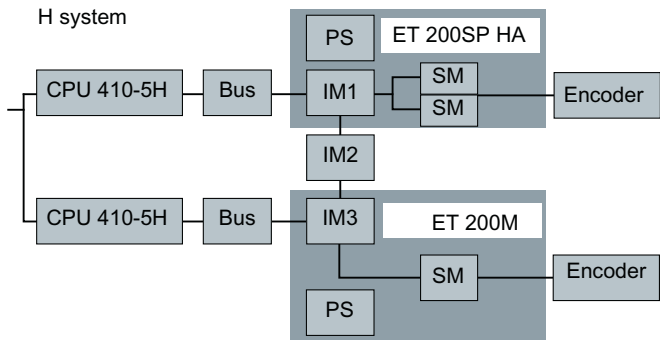 H system
PS
ET 200SP HA
CPU 410-5H
Bus
IM1
SM
SM
Encoder
IM2
CPU 410-5H
Bus
IM3
ET 200M
SM
Encoder
PS